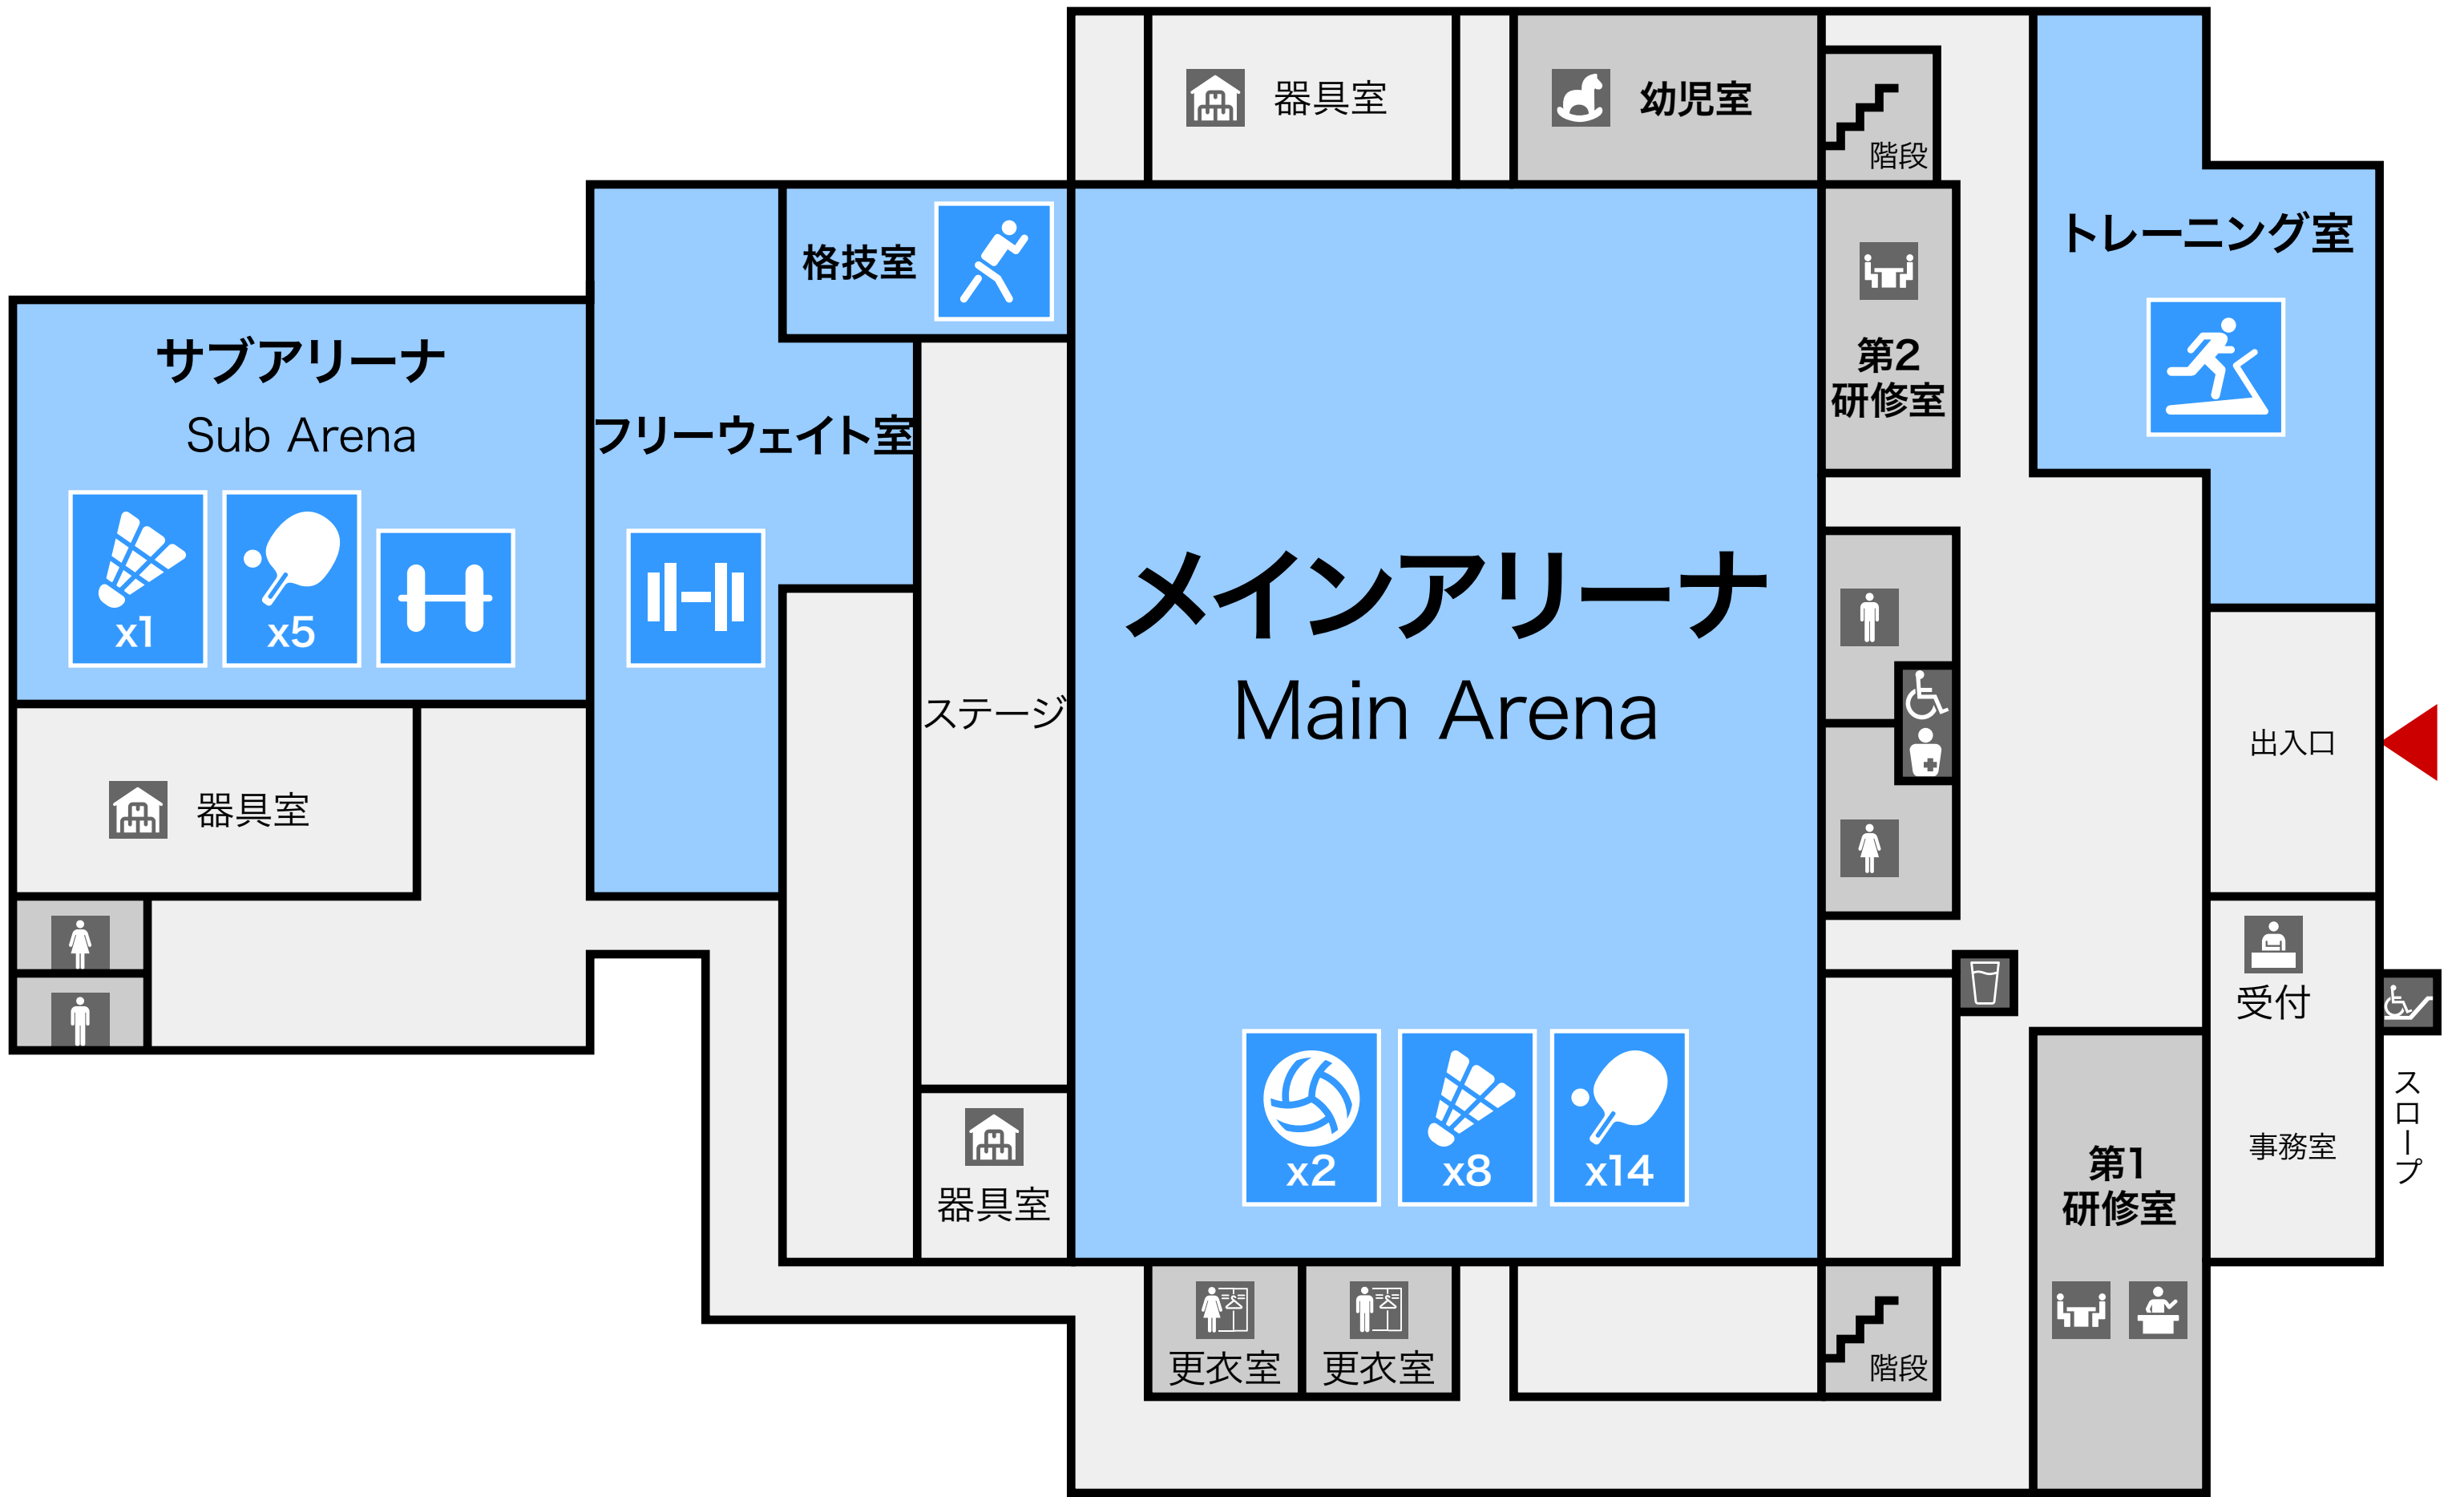 器具室
幼児室
階段
トレーニング室
格技室
第2
研修室
サブアリーナ
Sub Arena
フリーウェイト室
x1
x5
メインアリーナ
Main Arena
ステージ
出入口
器具室
受付
スロープ
事務室
第1
研修室
器具室
x2
x8
x14
更衣室
更衣室
階段